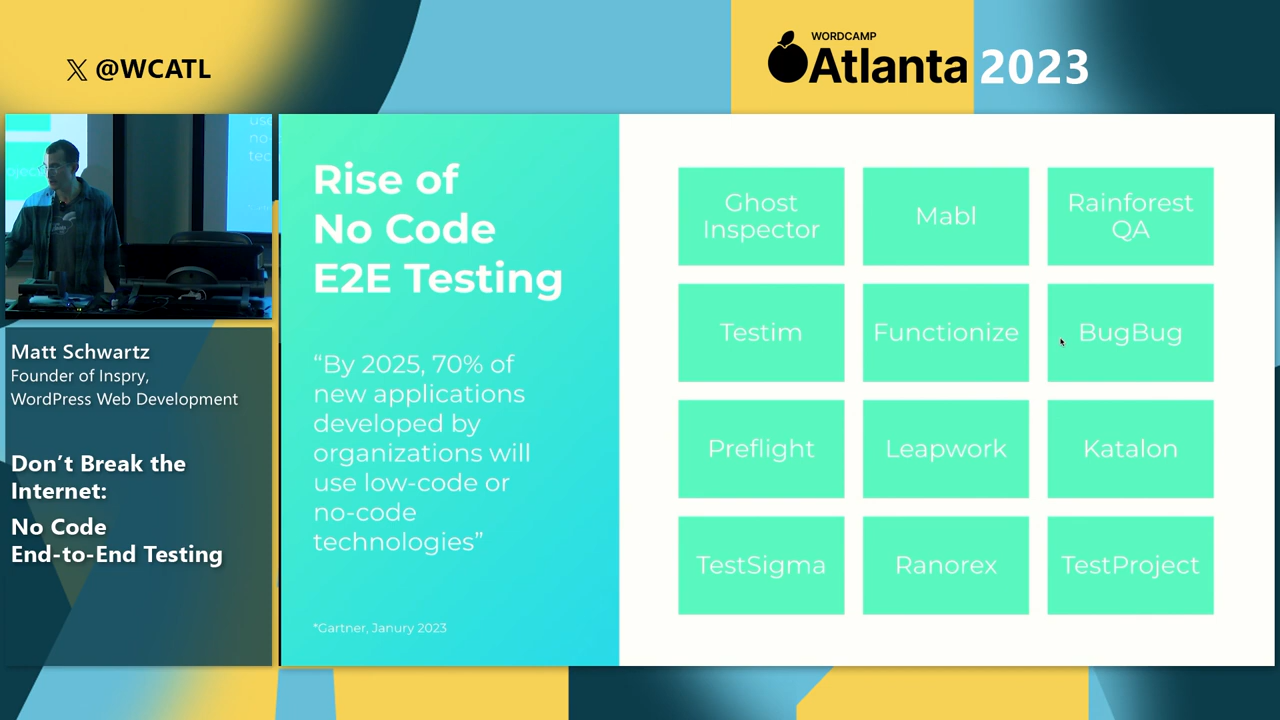 𝕏 @WCATL
WORDCAMP
Atlanta 2023
Matt Schwartz
Founder of Inspry,
WordPress Web Development
Don’t Break the
Internet:
No Code
End-to-End Testing
Rise of
No Code
E2E Testing
“By 2025, 70% of
new applications
developed by
organizations will
use low-code or
no-code
technologies”
*Gartner, Janury 2023
Ghost
Inspector
Mabl
Rainforest
QA
Testim
Functionize
BugBug
Preflight
Leapwork
Katalon
TestSigma
Ranorex
TestProject